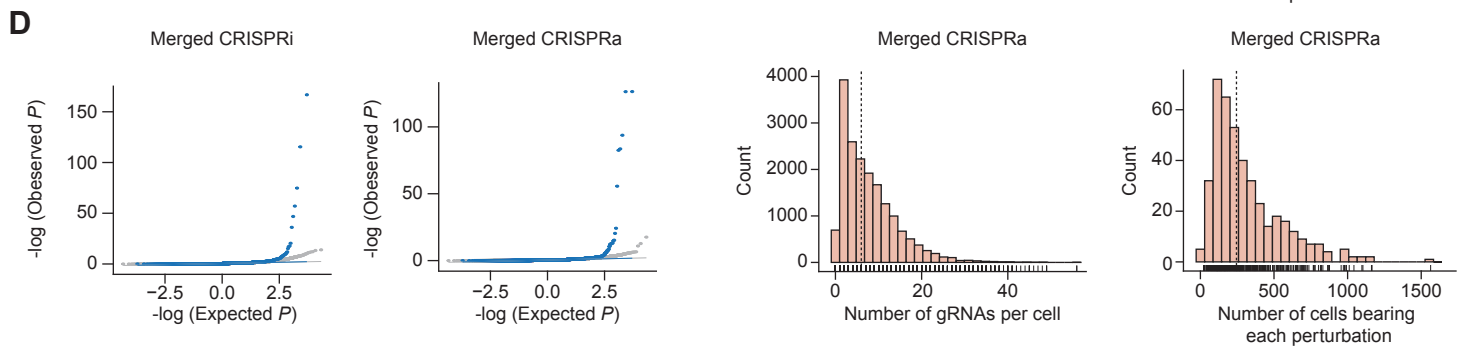 D
Merged CRISPRi
-log (Obeserved P)
150
100
50
0
−2.5 0.0 2.5
-log (Expected P)
Merged CRISPRa
-log (Obeserved P)
100
50
0
−2.5 0.0 2.5
-log (Expected P)
Merged CRISPRa
Count
4000
3000
2000
1000
0
0 20 40
Number of gRNAs per cell
Merged CRISPRa
Count
60
40
20
0
0 500 1000 1500
Number of cells bearing
each perturbation